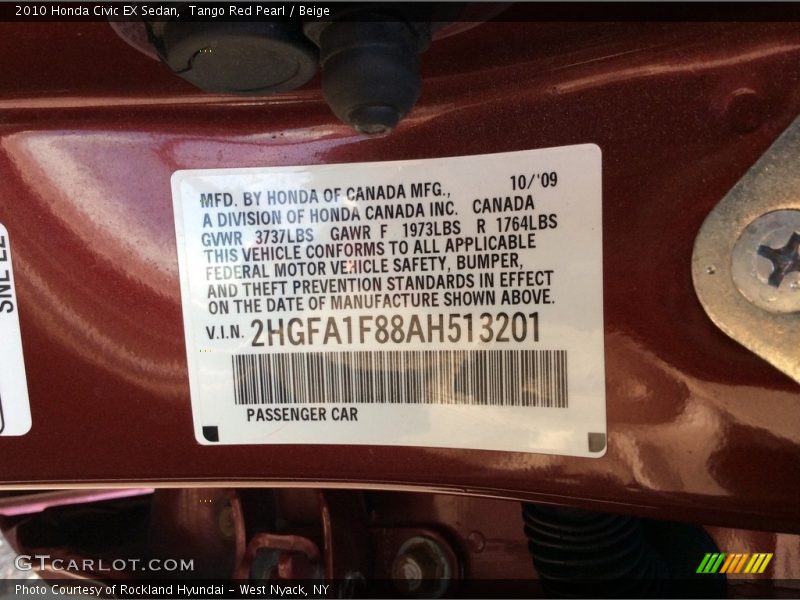 2010 Honda Civic EX Sedan,  Tango Red Pearl / Beige
MFD. BY HONDA OF CANADA MFG., 10/'09
A DIVISION OF HONDA CANADA INC. CANADA
GVWR 3737LBS GAWR F 1973LBS R 1764LBS
THIS VEHICLE CONFORMS TO ALL APPLICABLE
FEDERAL MOTOR VEHICLE SAFETY, BUMPER,
AND THEFT PREVENTION STANDARDS IN EFFECT
ON THE DATE OF MANUFACTURE SHOWN ABOVE.
V.I.N. 2HGFA1F88AH513201
PASSENGER CAR
GTCARLOT.COM
Photo Courtesy of Rockland Hyundai - West Nyack, NY